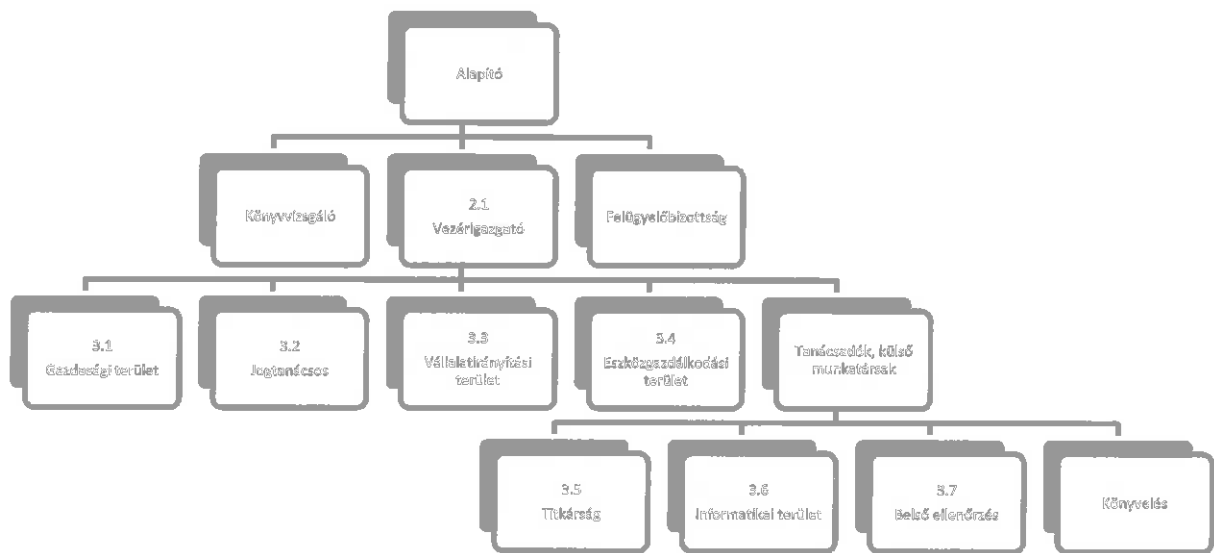 Alapító
Könyvvizsgáló
2.1
Vezérigazgató
Felügyelőbizottság
3.1
Gazdasági terület
3.2
Jogtanácsos
3.3
Vállalatirányítási
terület
3.4
Eszközgazdálkodási
terület
Tanácsadók, külső
munkatársak
3.5
Titkárság
3.6
Informatikai terület
3.7
Belső ellenőrzés
Könyvelés